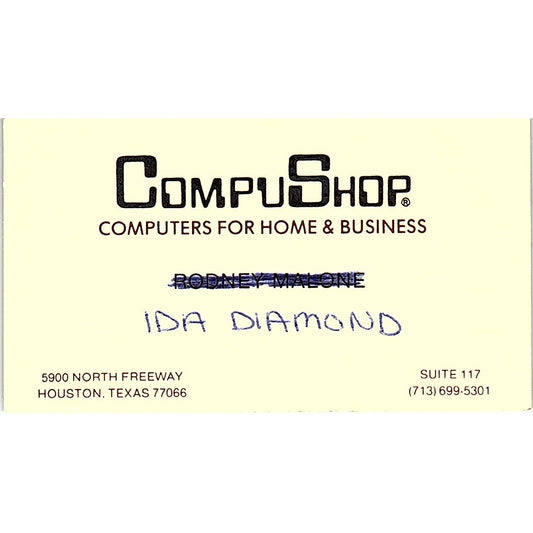 COMPUSHOP®
COMPUTERS FOR HOME & BUSINESS
RODNEY MALONE
IDA DIAMOND
5900 NORTH FREEWAY
HOUSTON, TEXAS 77066
SUITE 117
(713) 699-5301